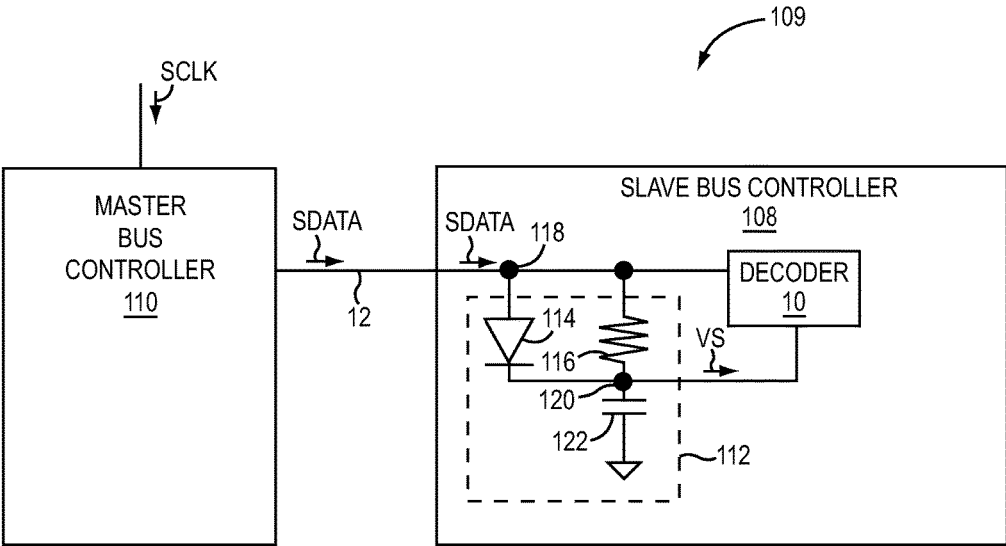 109
SCLK
MASTER
BUS
CONTROLLER
110
SDATA
12
SLAVE BUS CONTROLLER
108
SDATA
118
DECODER
10
114
116
VS
120
122
112